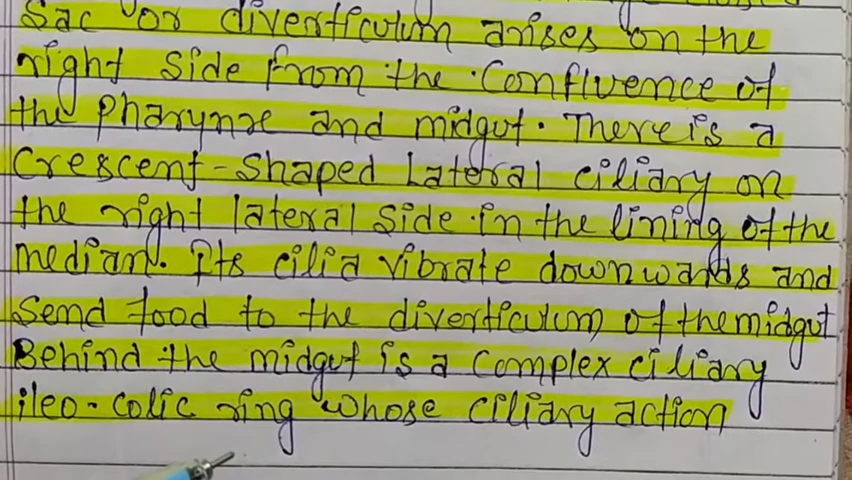 Sac or diverticulum arises on the
right side from the confluence of
the pharynx and midgut. There is a
Crescent-shaped Lateral ciliary on
the right lateral side in the lining of the
median. Its cilia vibrate downwards and
Send food to the diverticulum of the midgut
Behind the midgut is a complex ciliary
ileo-colic ring whose ciliary action